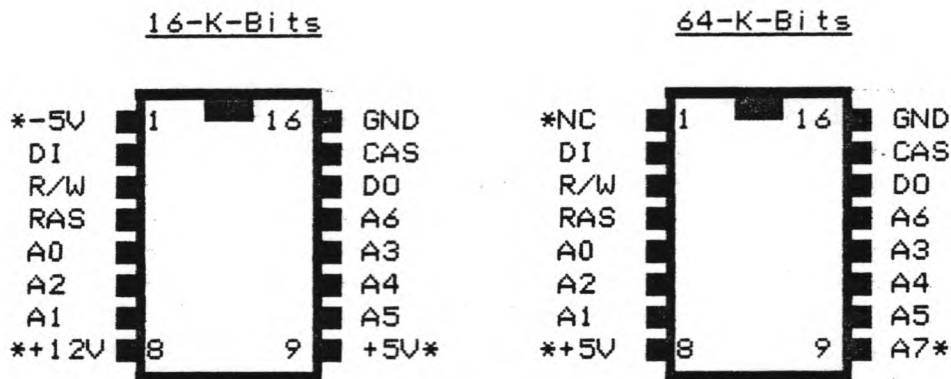 16-K-Bits 64-K-Bits
*-5V 1 16 GND *NC 1 16 GND
DI CAS DI CAS
R/W DO R/W DO
RAS A6 RAS A6
A0 A3 A0 A3
A2 A4 A2 A4
A1 A5 A1 A5
*+12V 8 9 +5V* *+5V 8 9 A7*